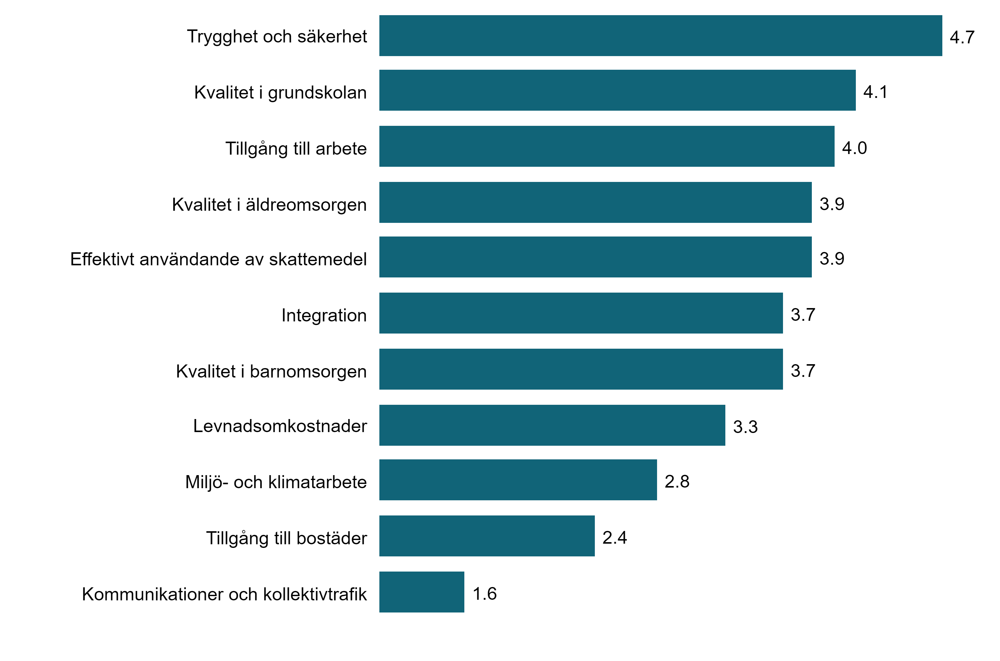 Trygghet och säkerhet 4.7
Kvalitet i grundskolan 4.1
Tillgång till arbete 4.0
Kvalitet i äldreomsorgen 3.9
Effektivt användande av skattemedel 3.9
Integration 3.7
Kvalitet i barnomsorgen 3.7
Levnadsomkostnader 3.3
Miljö- och klimatarbete 2.8
Tillgång till bostäder 2.4
Kommunikationer och kollektivtrafik 1.6